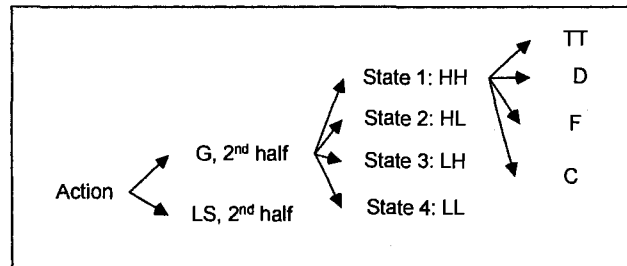 TT
State 1: HH
D
State 2: HL
F
G, 2nd half
State 3: LH
C
Action
LS, 2nd half
State 4: LL